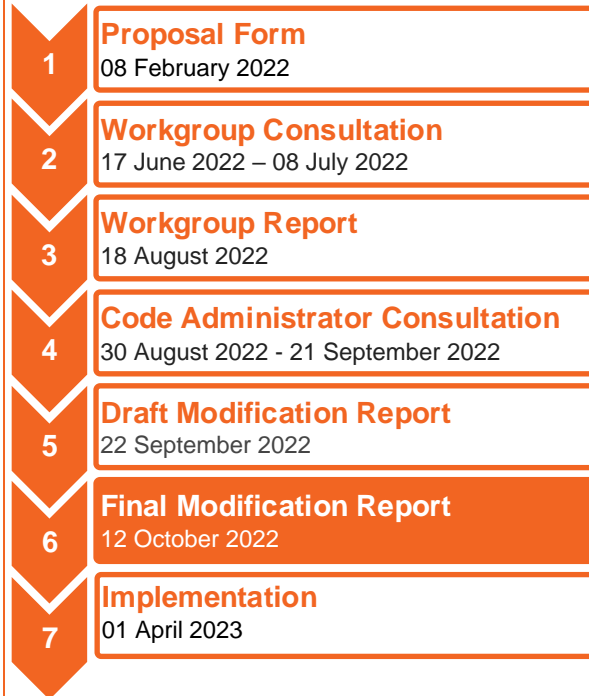 1
Proposal Form
08 February 2022
2
Workgroup Consultation
17 June 2022 – 08 July 2022
3
Workgroup Report
18 August 2022
4
Code Administrator Consultation
30 August 2022 - 21 September 2022
5
Draft Modification Report
22 September 2022
6
Final Modification Report
12 October 2022
7
Implementation
01 April 2023